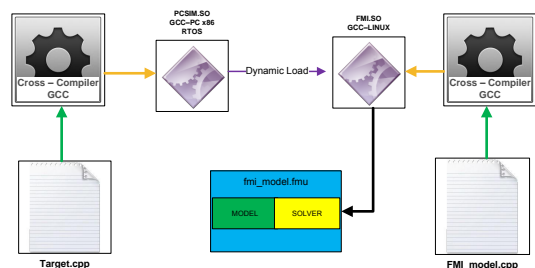 PCSIM.SO
GCC–PC x86
RTOS
FMI.SO
GCC–LINUX
Cross – Compiler
GCC
Dynamic Load
Cross – Compiler
GCC
fmi_model.fmu
MODEL
SOLVER
Target.cpp
FMI_model.cpp